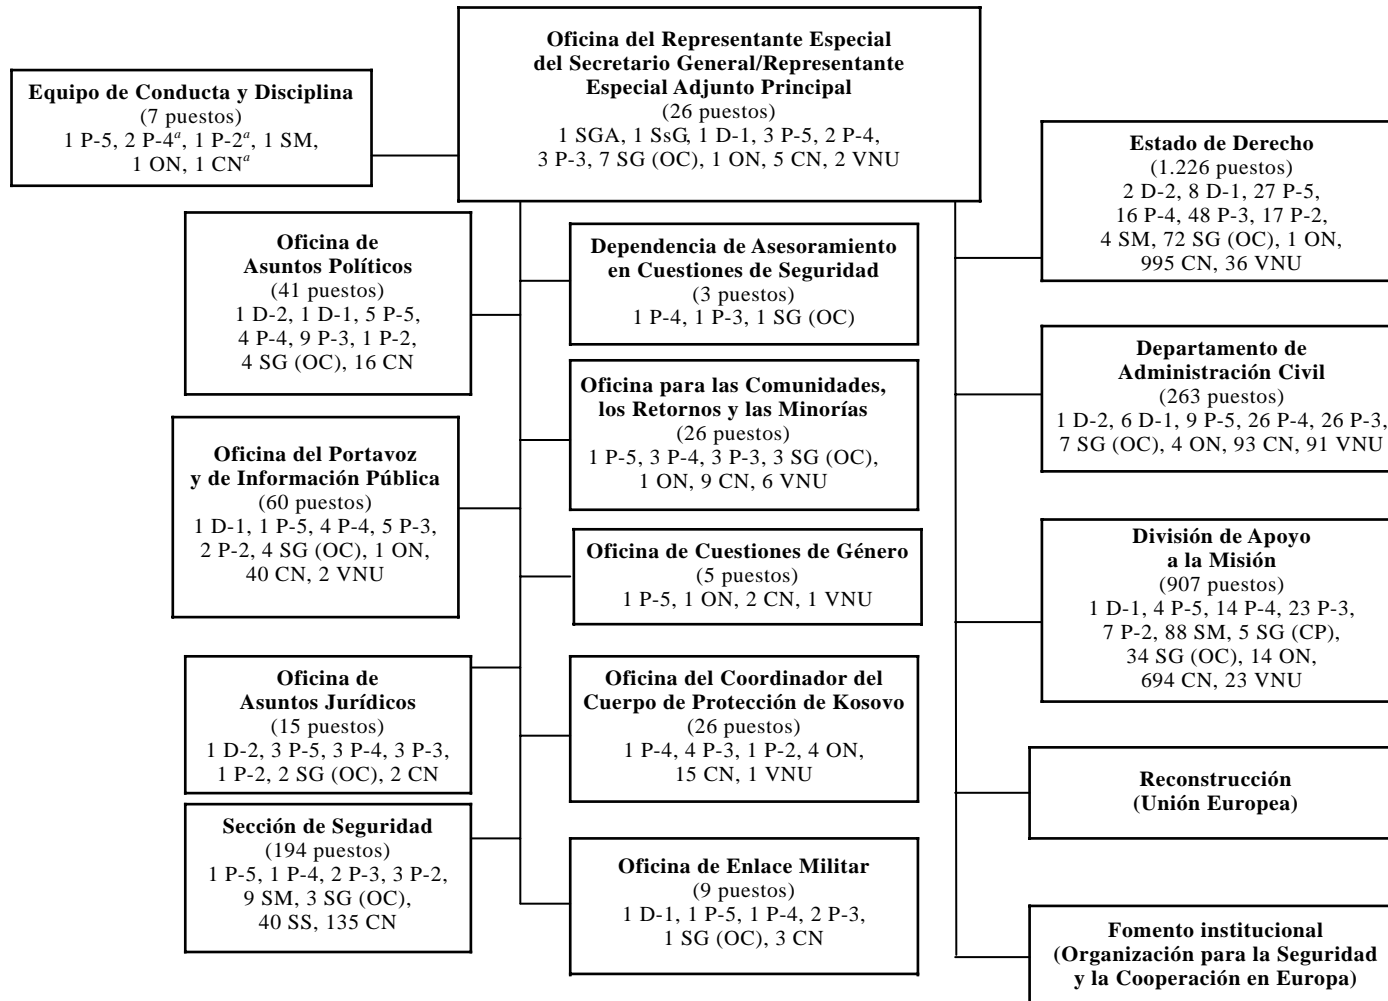 Oficina del Representante Especial
del Secretario General/Representante
Especial Adjunto Principal
(26 puestos)
1 SGA, 1 SsG, 1 D-1, 3 P-5, 2 P-4,
3 P-3, 7 SG (OC), 1 ON, 5 CN, 2 VNU
Equipo de Conducta y Disciplina
(7 puestos)
1 P-5, 2 P-4a, 1 P-2a, 1 SM,
1 ON, 1 CNa
Oficina de
Asuntos Políticos
(41 puestos)
1 D-2, 1 D-1, 5 P-5,
4 P-4, 9 P-3, 1 P-2,
4 SG (OC), 16 CN
Oficina del Portavoz
y de Información Pública
(60 puestos)
1 D-1, 1 P-5, 4 P-4, 5 P-3,
2 P-2, 4 SG (OC), 1 ON,
40 CN, 2 VNU
Oficina de
Asuntos Jurídicos
(15 puestos)
1 D-2, 3 P-5, 3 P-4, 3 P-3,
1 P-2, 2 SG (OC), 2 CN
Sección de Seguridad
(194 puestos)
1 P-5, 1 P-4, 2 P-3, 3 P-2,
9 SM, 3 SG (OC),
40 SS, 135 CN
Dependencia de Asesoramiento
en Cuestiones de Seguridad
(3 puestos)
1 P-4, 1 P-3, 1 SG (OC)
Oficina para las Comunidades,
los Retornos y las Minorías
(26 puestos)
1 P-5, 3 P-4, 3 P-3, 3 SG (OC),
1 ON, 9 CN, 6 VNU
Oficina de Cuestiones de Género
(5 puestos)
1 P-5, 1 ON, 2 CN, 1 VNU
Oficina del Coordinador del
Cuerpo de Protección de Kosovo
(26 puestos)
1 P-4, 4 P-3, 1 P-2, 4 ON,
15 CN, 1 VNU
Oficina de Enlace Militar
(9 puestos)
1 D-1, 1 P-5, 1 P-4, 2 P-3,
1 SG (OC), 3 CN
Estado de Derecho
(1.226 puestos)
2 D-2, 8 D-1, 27 P-5,
16 P-4, 48 P-3, 17 P-2,
4 SM, 72 SG (OC), 1 ON,
995 CN, 36 VNU
Departamento de
Administración Civil
(263 puestos)
1 D-2, 6 D-1, 9 P-5, 26 P-4, 26 P-3,
7 SG (OC), 4 ON, 93 CN, 91 VNU
División de Apoyo
a la Misión
(907 puestos)
1 D-1, 4 P-5, 14 P-4, 23 P-3,
7 P-2, 88 SM, 5 SG (CP),
34 SG (OC), 14 ON,
694 CN, 23 VNU
Reconstrucción
(Unión Europea)
Fomento institucional
(Organización para la Seguridad
y la Cooperación en Europa)